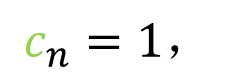 cₙ = 1,